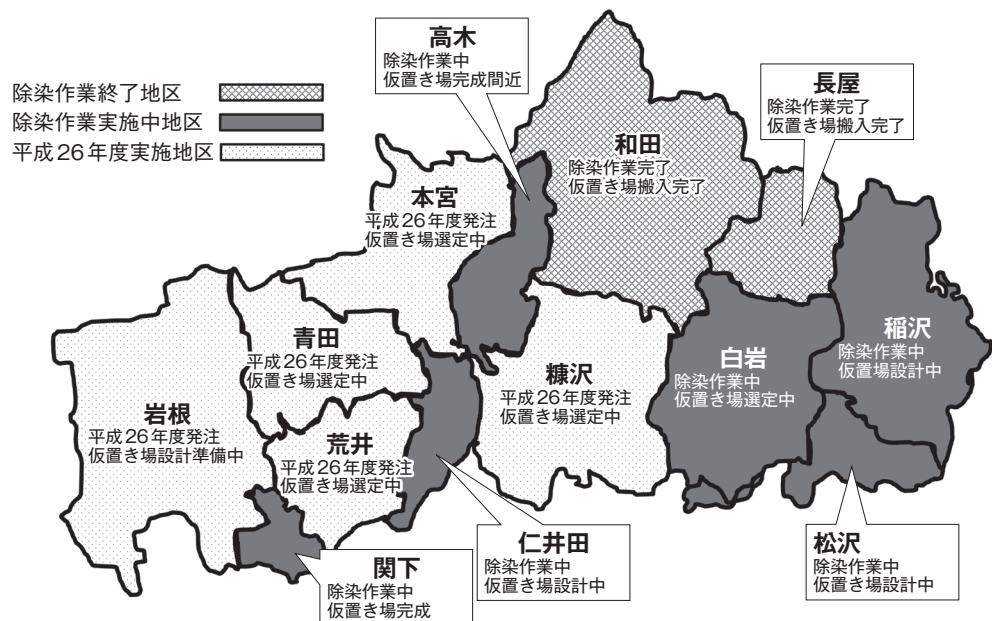 除染作業終了地区
除染作業実施中地区
平成26年度実施地区
高木
除染作業中
仮置き場完成間近
長屋
除染作業完了
仮置き場搬入完了
和田
除染作業完了
仮置き場搬入完了
本宮
平成26年度発注
仮置き場選定中
青田
平成26年度発注
仮置き場選定中
岩根
平成26年度発注
仮置き場設計準備中
荒井
平成26年度発注
仮置き場選定中
糠沢
平成26年度発注
仮置き場選定中
白岩
除染作業中
仮置き場選定中
稲沢
除染作業中
仮置場設計中
関下
除染作業中
仮置き場完成
仁井田
除染作業中
仮置き場設計中
松沢
除染作業中
仮置き場設計中